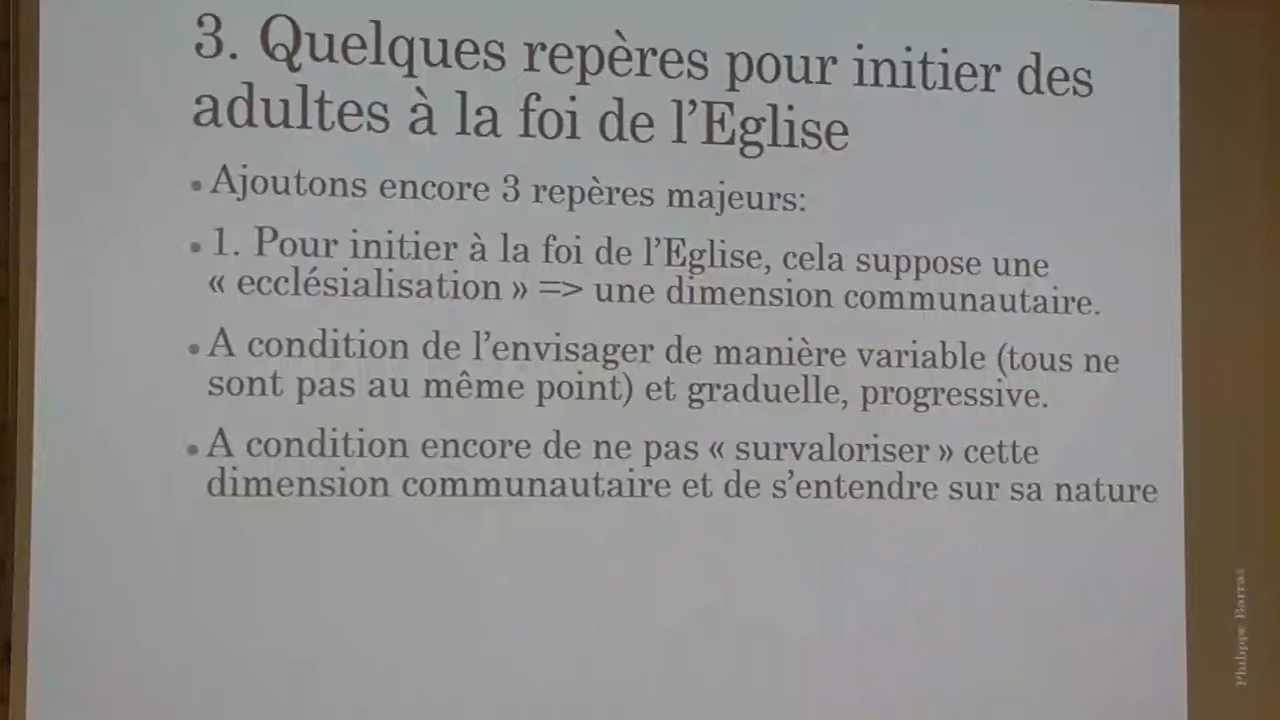 3. Quelques repères pour initier des
adultes à la foi de l'Eglise
• Ajoutons encore 3 repères majeurs:
• 1. Pour initier à la foi de l'Eglise, cela suppose une
« ecclésialisation » => une dimension communautaire.
• A condition de l'envisager de manière variable (tous ne
sont pas au même point) et graduelle, progressive.
• A condition encore de ne pas « survaloriser » cette
dimension communautaire et de s'entendre sur sa nature
Philippe Barras